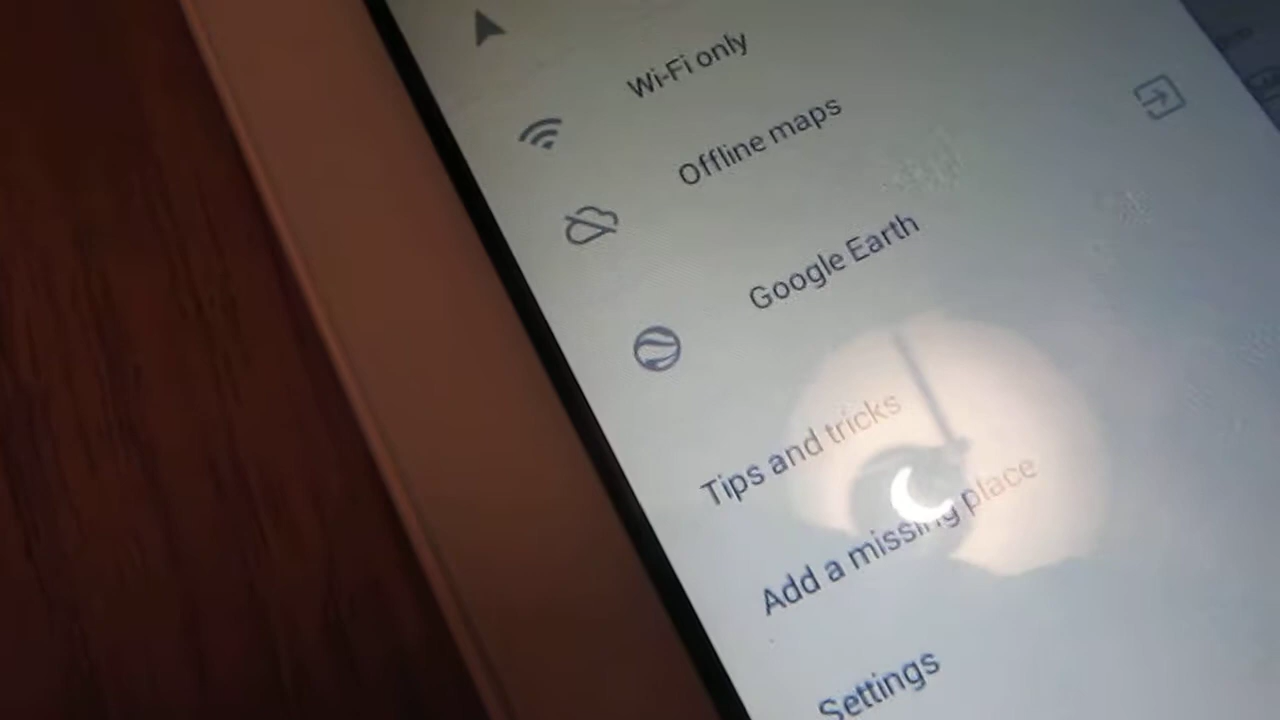 Wi-Fi only
Offline maps
Google Earth
Tips and tricks
Add a missing place
Settings